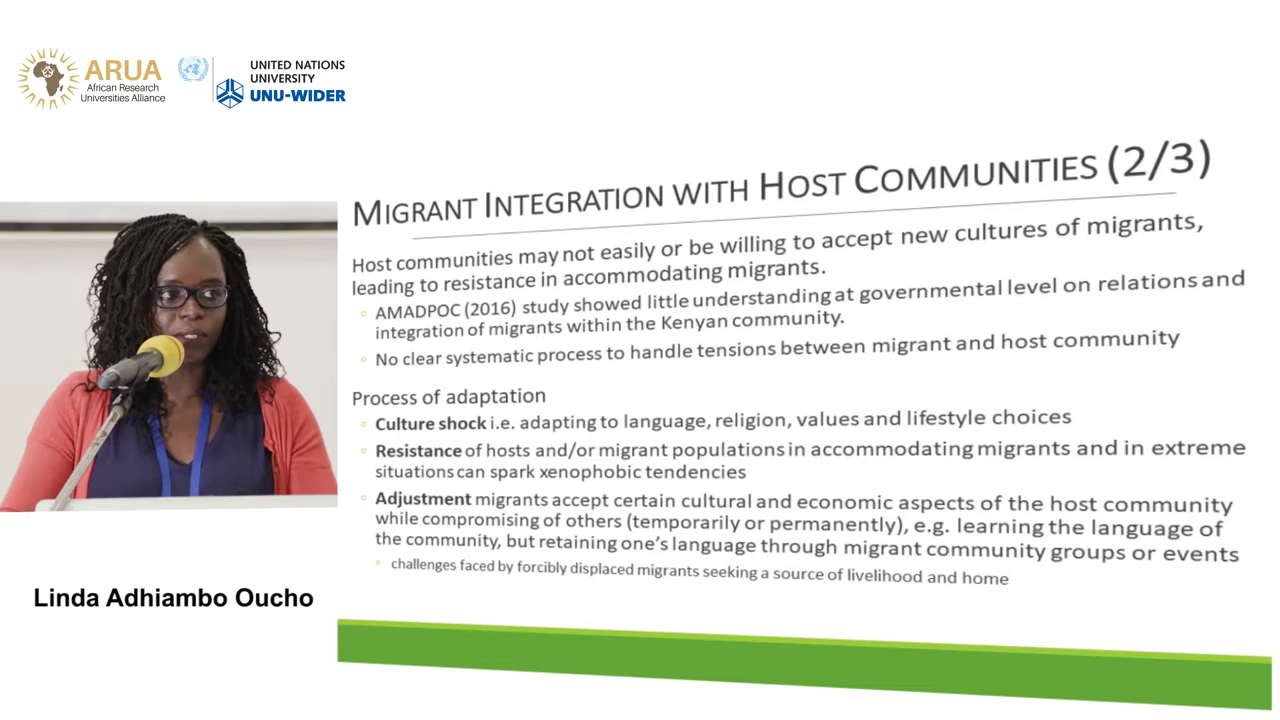 ARUA
African Research
Universities Alliance
UNITED NATIONS
UNIVERSITY
UNU-WIDER
MIGRANT INTEGRATION WITH HOST COMMUNITIES (2/3)
Host communities may not easily or be willing to accept new cultures of migrants,
leading to resistance in accommodating migrants.
◦ AMADPOC (2016) study showed little understanding at governmental level on relations and
integration of migrants within the Kenyan community.
◦ No clear systematic process to handle tensions between migrant and host community
Process of adaptation
◦ Culture shock i.e. adapting to language, religion, values and lifestyle choices
◦ Resistance of hosts and/or migrant populations in accommodating migrants and in extreme
situations can spark xenophobic tendencies
◦ Adjustment migrants accept certain cultural and economic aspects of the host community
while compromising of others (temporarily or permanently), e.g. learning the language of
the community, but retaining one's language through migrant community groups or events
◦ challenges faced by forcibly displaced migrants seeking a source of livelihood and home
Linda Adhiambo Oucho